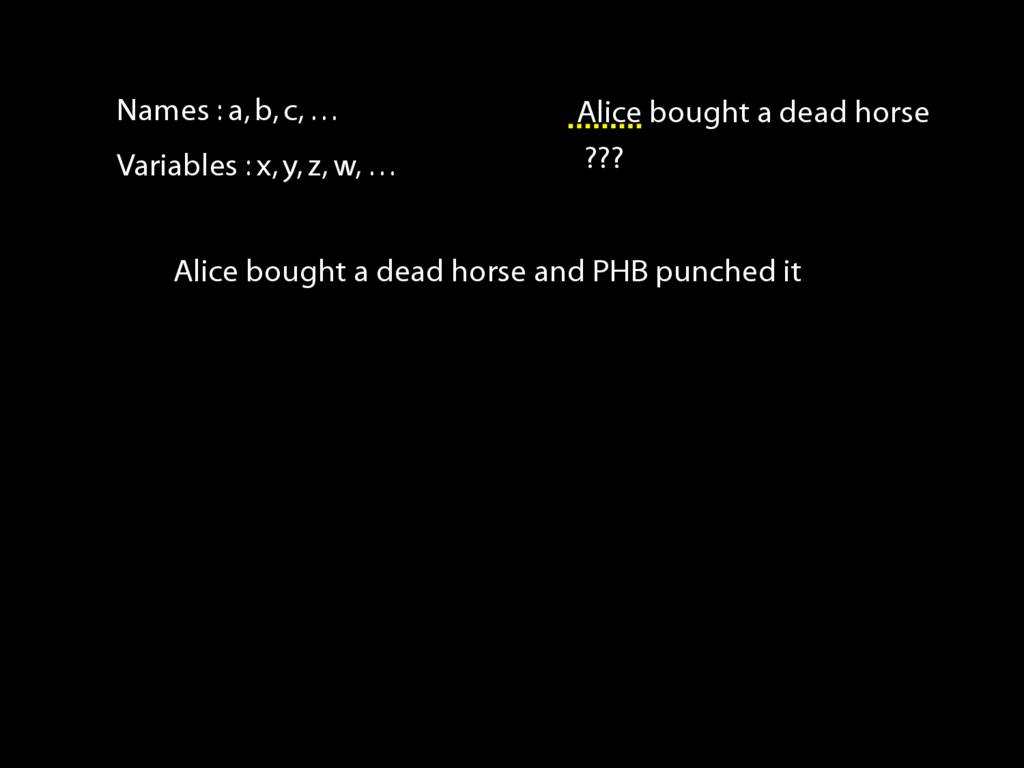 Names : a, b, c, …
Variables : x, y, z, w, …
Alice bought a dead horse
???
Alice bought a dead horse and PHB punched it